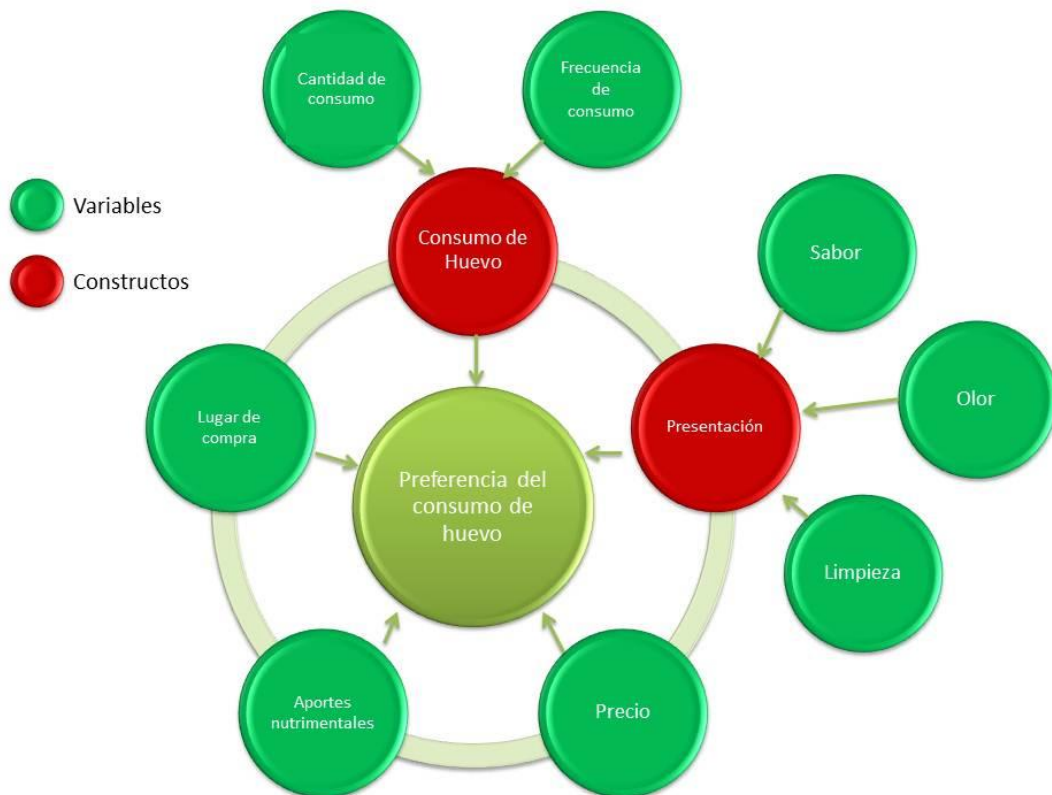 Cantidad de
consumo
Frecuencia
de
consumo
Variables
Constructos
Consumo de
Huevo
Sabor
Olor
Presentación
Lugar de
compra
Preferencia del
consumo de
huevo
Limpieza
Aportes
nutrimentales
Precio